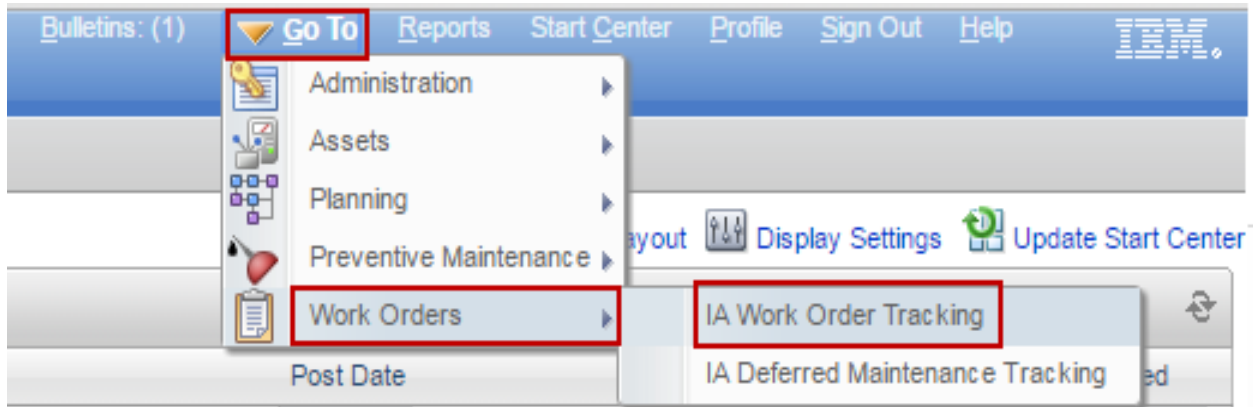 Bulletins: (1) Go To Reports Start Center Profile Sign Out Help IBM.
Administration
Assets
Planning
ayout Display Settings Update Start Center
Preventive Maintenance
Work Orders IA Work Order Tracking
Post Date IA Deferred Maintenance Tracking ed